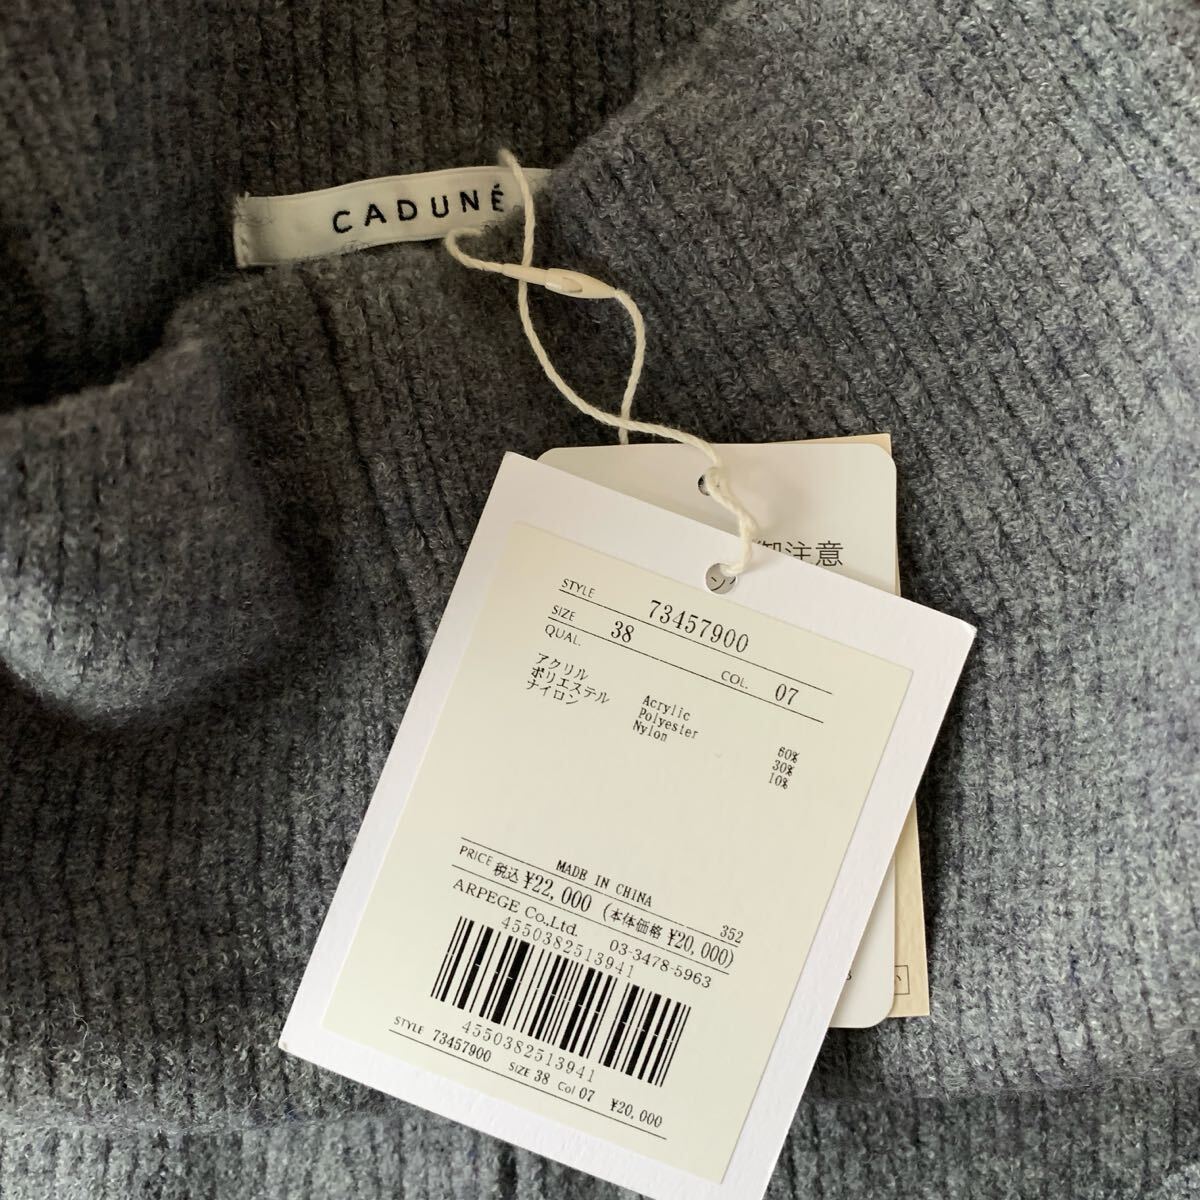 CADUNÉ
御注意
STYLE 73457900
SIZE 38 COL. 07
QUAL.
アクリル Acrylic 60%
ポリエステル Polyester 30%
ナイロン Nylon 10%
MADE IN CHINA 352
PRICE 税込 ¥22,000 (本体価格 ¥20,000)
ARPEGE Co.,Ltd. 03-3478-5963
4550382513941
4550382513941
STYLE 73457900 SIZE 38 Col 07 ¥20,000